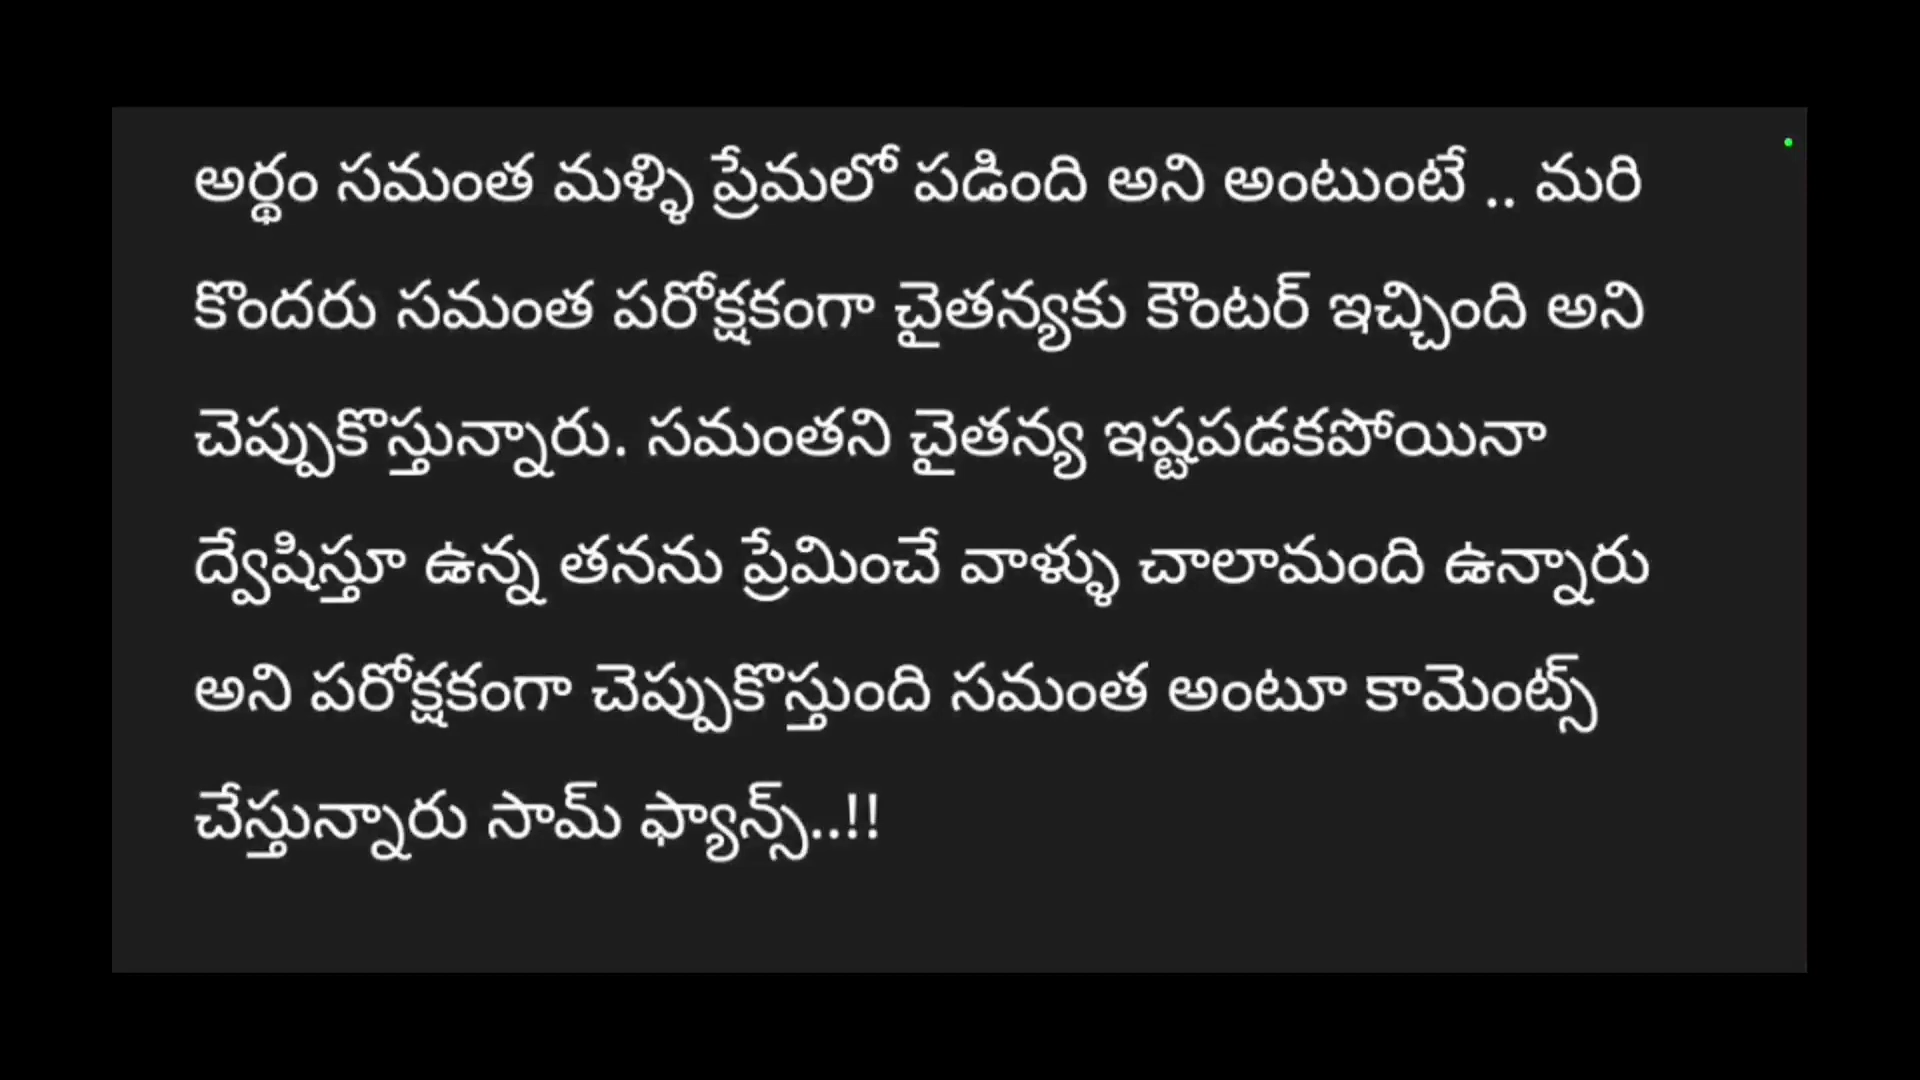 అర్థం సమంత మళ్ళి ప్రేమలో పడింది అని అంటుంటే .. మరి
కొందరు సమంత పరోక్షకంగా చైతన్యకు కౌంటర్ ఇచ్చింది అని
చెప్పుకొస్తున్నారు. సమంతని చైతన్య ఇష్టపడకపోయినా
ద్వేషిస్తూ ఉన్న తనను ప్రేమించే వాళ్ళు చాలామంది ఉన్నారు
అని పరోక్షకంగా చెప్పుకొస్తుంది సమంత అంటూ కామెంట్స్
చేస్తున్నారు సామ్ ఫ్యాన్స్..!!